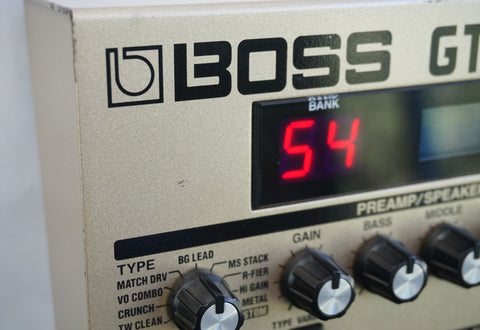 BOSS GT
BANK
54
PREAMP/SPEAKER
TYPE
BG LEAD
MS STACK
MATCH DRV
R-FIER
VO COMBO
Hi GAIN
CRUNCH
METAL
TW CLEAN
GAIN
BASS
MIDDLE
TYPE